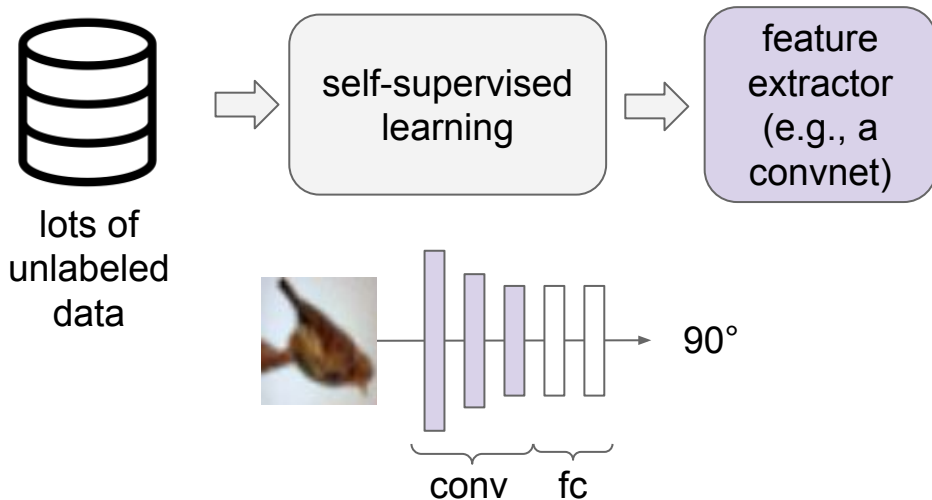 lots of
unlabeled
data
self-supervised
learning
feature
extractor
(e.g., a
convnet)
90°
conv
fc